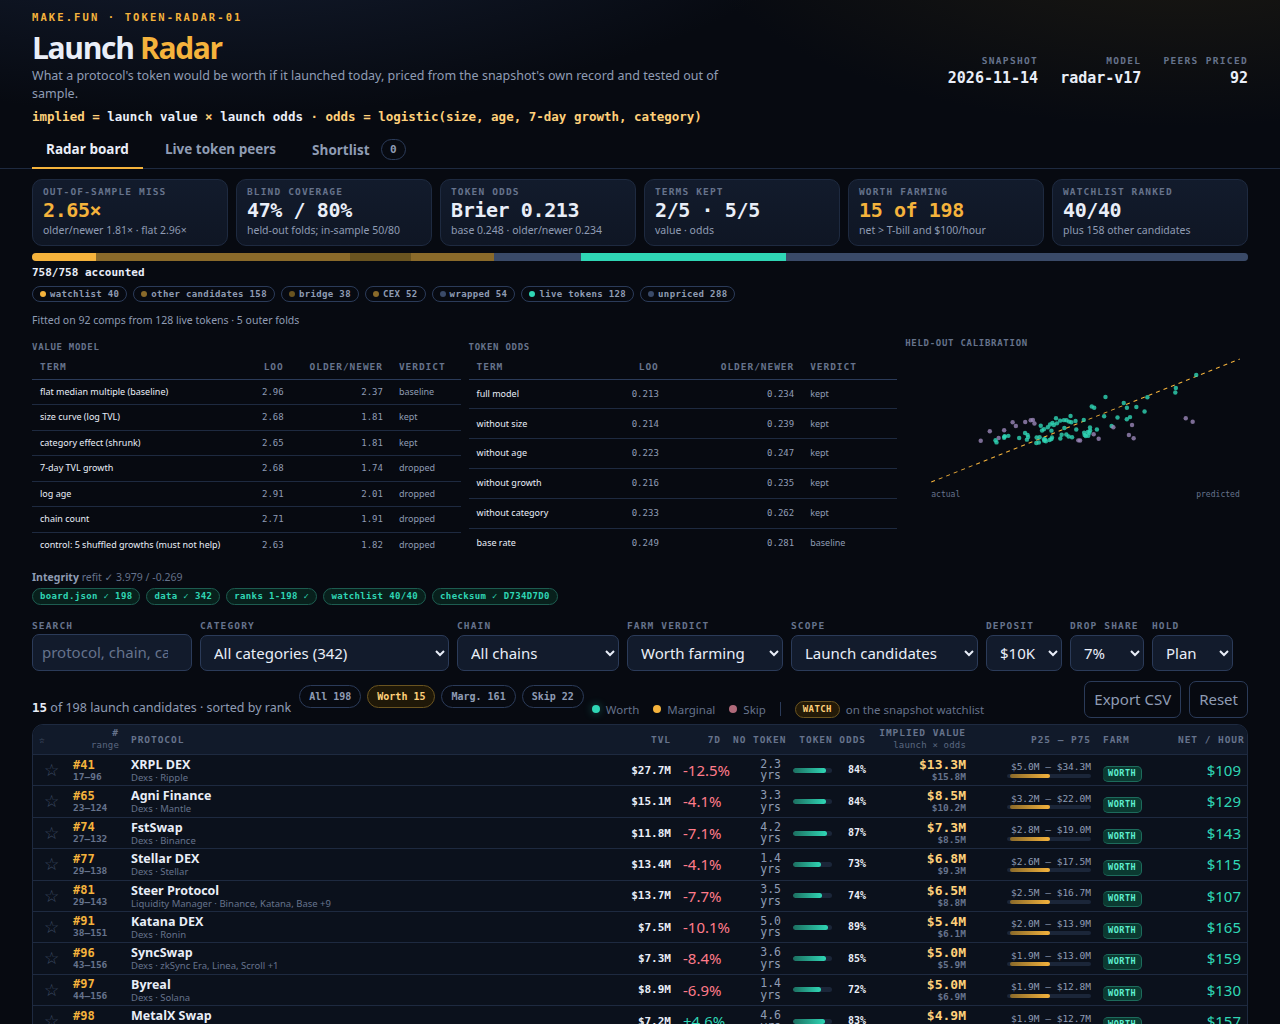 MAKE.FUN · TOKEN-RADAR-01
Launch Radar
What a protocol's token would be worth if it launched today, priced from the snapshot's own record and tested out of
sample.
implied = launch value × launch odds · odds = logistic(size, age, 7-day growth, category)
SNAPSHOT
2026-11-14
MODEL
radar-v17
PEERS PRICED
92
Radar board
Live token peers
Shortlist 0
OUT-OF-SAMPLE MISS
2.65×
older/newer 1.81× · flat 2.96×
BLIND COVERAGE
47% / 80%
held-out folds; in-sample 50/80
TOKEN ODDS
Brier 0.213
base 0.248 · older/newer 0.234
TERMS KEPT
2/5 · 5/5
value · odds
WORTH FARMING
15 of 198
net > T-bill and $100/hour
WATCHLIST RANKED
40/40
plus 158 other candidates
758/758 accounted
watchlist 40
other candidates 158
bridge 38
CEX 52
wrapped 54
live tokens 128
unpriced 288
Fitted on 92 comps from 128 live tokens · 5 outer folds
VALUE MODEL
TERM LOO OLDER/NEWER VERDICT
flat median multiple (baseline) 2.96 2.37 baseline
size curve (log TVL) 2.68 1.81 kept
category effect (shrunk) 2.65 1.81 kept
7-day TVL growth 2.68 1.74 dropped
log age 2.91 2.01 dropped
chain count 2.71 1.91 dropped
control: 5 shuffled growths (must not help) 2.63 1.82 dropped
TOKEN ODDS
TERM LOO OLDER/NEWER VERDICT
full model 0.213 0.234 kept
without size 0.214 0.239 kept
without age 0.223 0.247 kept
without growth 0.216 0.235 kept
without category 0.233 0.262 kept
base rate 0.249 0.281 baseline
HELD-OUT CALIBRATION
actual
predicted
Integrity refit ✓ 3.979 / -0.269
board.json ✓ 198
data ✓ 342
ranks 1-198 ✓
watchlist 40/40
checksum ✓ D734D7D0
SEARCH
protocol, chain, ca
CATEGORY
All categories (342)
CHAIN
All chains
FARM VERDICT
Worth farming
SCOPE
Launch candidates
DEPOSIT
$10K
DROP SHARE
7%
HOLD
Plan
15 of 198 launch candidates · sorted by rank
All 198
Worth 15
Marg. 161
Skip 22
Worth
Marginal
Skip
WATCH on the snapshot watchlist
Export CSV
Reset
# range PROTOCOL TVL 7D NO TOKEN TOKEN ODDS IMPLIED VALUE launch × odds P25 — P75 FARM NET / HOUR
☆ #41 XRPL DEX $27.7M -12.5% 2.3 yrs 84% $13.3M $5.0M — $34.3M WORTH $109
17–96 Dexs · Ripple $15.8M
☆ #65 Agni Finance $15.1M -4.1% 3.3 yrs 84% $8.5M $3.2M — $22.0M WORTH $129
23–124 Dexs · Mantle $10.2M
☆ #74 FstSwap $11.8M -7.1% 4.2 yrs 87% $7.3M $2.8M — $19.0M WORTH $143
27–132 Dexs · Binance $8.5M
☆ #77 Stellar DEX $13.4M -4.1% 1.4 yrs 73% $6.8M $2.6M — $17.5M WORTH $115
29–138 Dexs · Stellar $9.3M
☆ #81 Steer Protocol $13.7M -7.7% 3.5 yrs 74% $6.5M $2.5M — $16.7M WORTH $107
29–143 Liquidity Manager · Binance, Katana, Base +9 $8.8M
☆ #91 Katana DEX $7.5M -10.1% 5.0 yrs 89% $5.4M $2.0M — $13.9M WORTH $165
38–151 Dexs · Ronin $6.1M
☆ #96 SyncSwap $7.3M -8.4% 3.6 yrs 85% $5.0M $1.9M — $13.0M WORTH $159
43–156 Dexs · zkSync Era, Linea, Scroll +1 $5.9M
☆ #97 Byreal $8.9M -6.9% 1.4 yrs 72% $5.0M $1.9M — $12.8M WORTH $130
44–156 Dexs · Solana $6.9M
☆ #98 MetalX Swap $7.2M +4.6% 4.6 yrs 83% $4.9M $1.9M — $12.7M WORTH $157